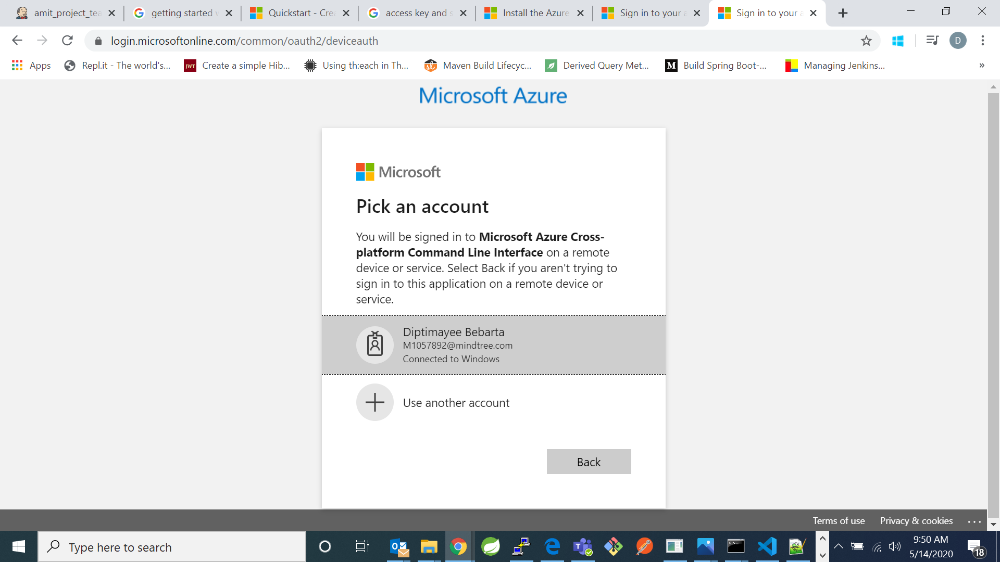 amit_project_tea
getting started w
Quickstart - Crea
access key and s
Install the Azure
Sign in to your a
Sign in to your a
login.microsoftonline.com/common/oauth2/deviceauth
D
Apps
Repl.it - The world's...
JWT
Create a simple Hib...
Using th:each in Th...
Maven Build Lifecyc...
Derived Query Met...
M
Build Spring Boot-...
Managing Jenkins...
»
Microsoft Azure
Microsoft
Pick an account
You will be signed in to Microsoft Azure Cross-
platform Command Line Interface on a remote
device or service. Select Back if you aren't trying to
sign in to this application on a remote device or
service.
Diptimayee Bebarta
M1057892@mindtree.com
Connected to Windows
Use another account
Back
Terms of use
Privacy & cookies
...
Type here to search
9:50 AM
5/14/2020
18